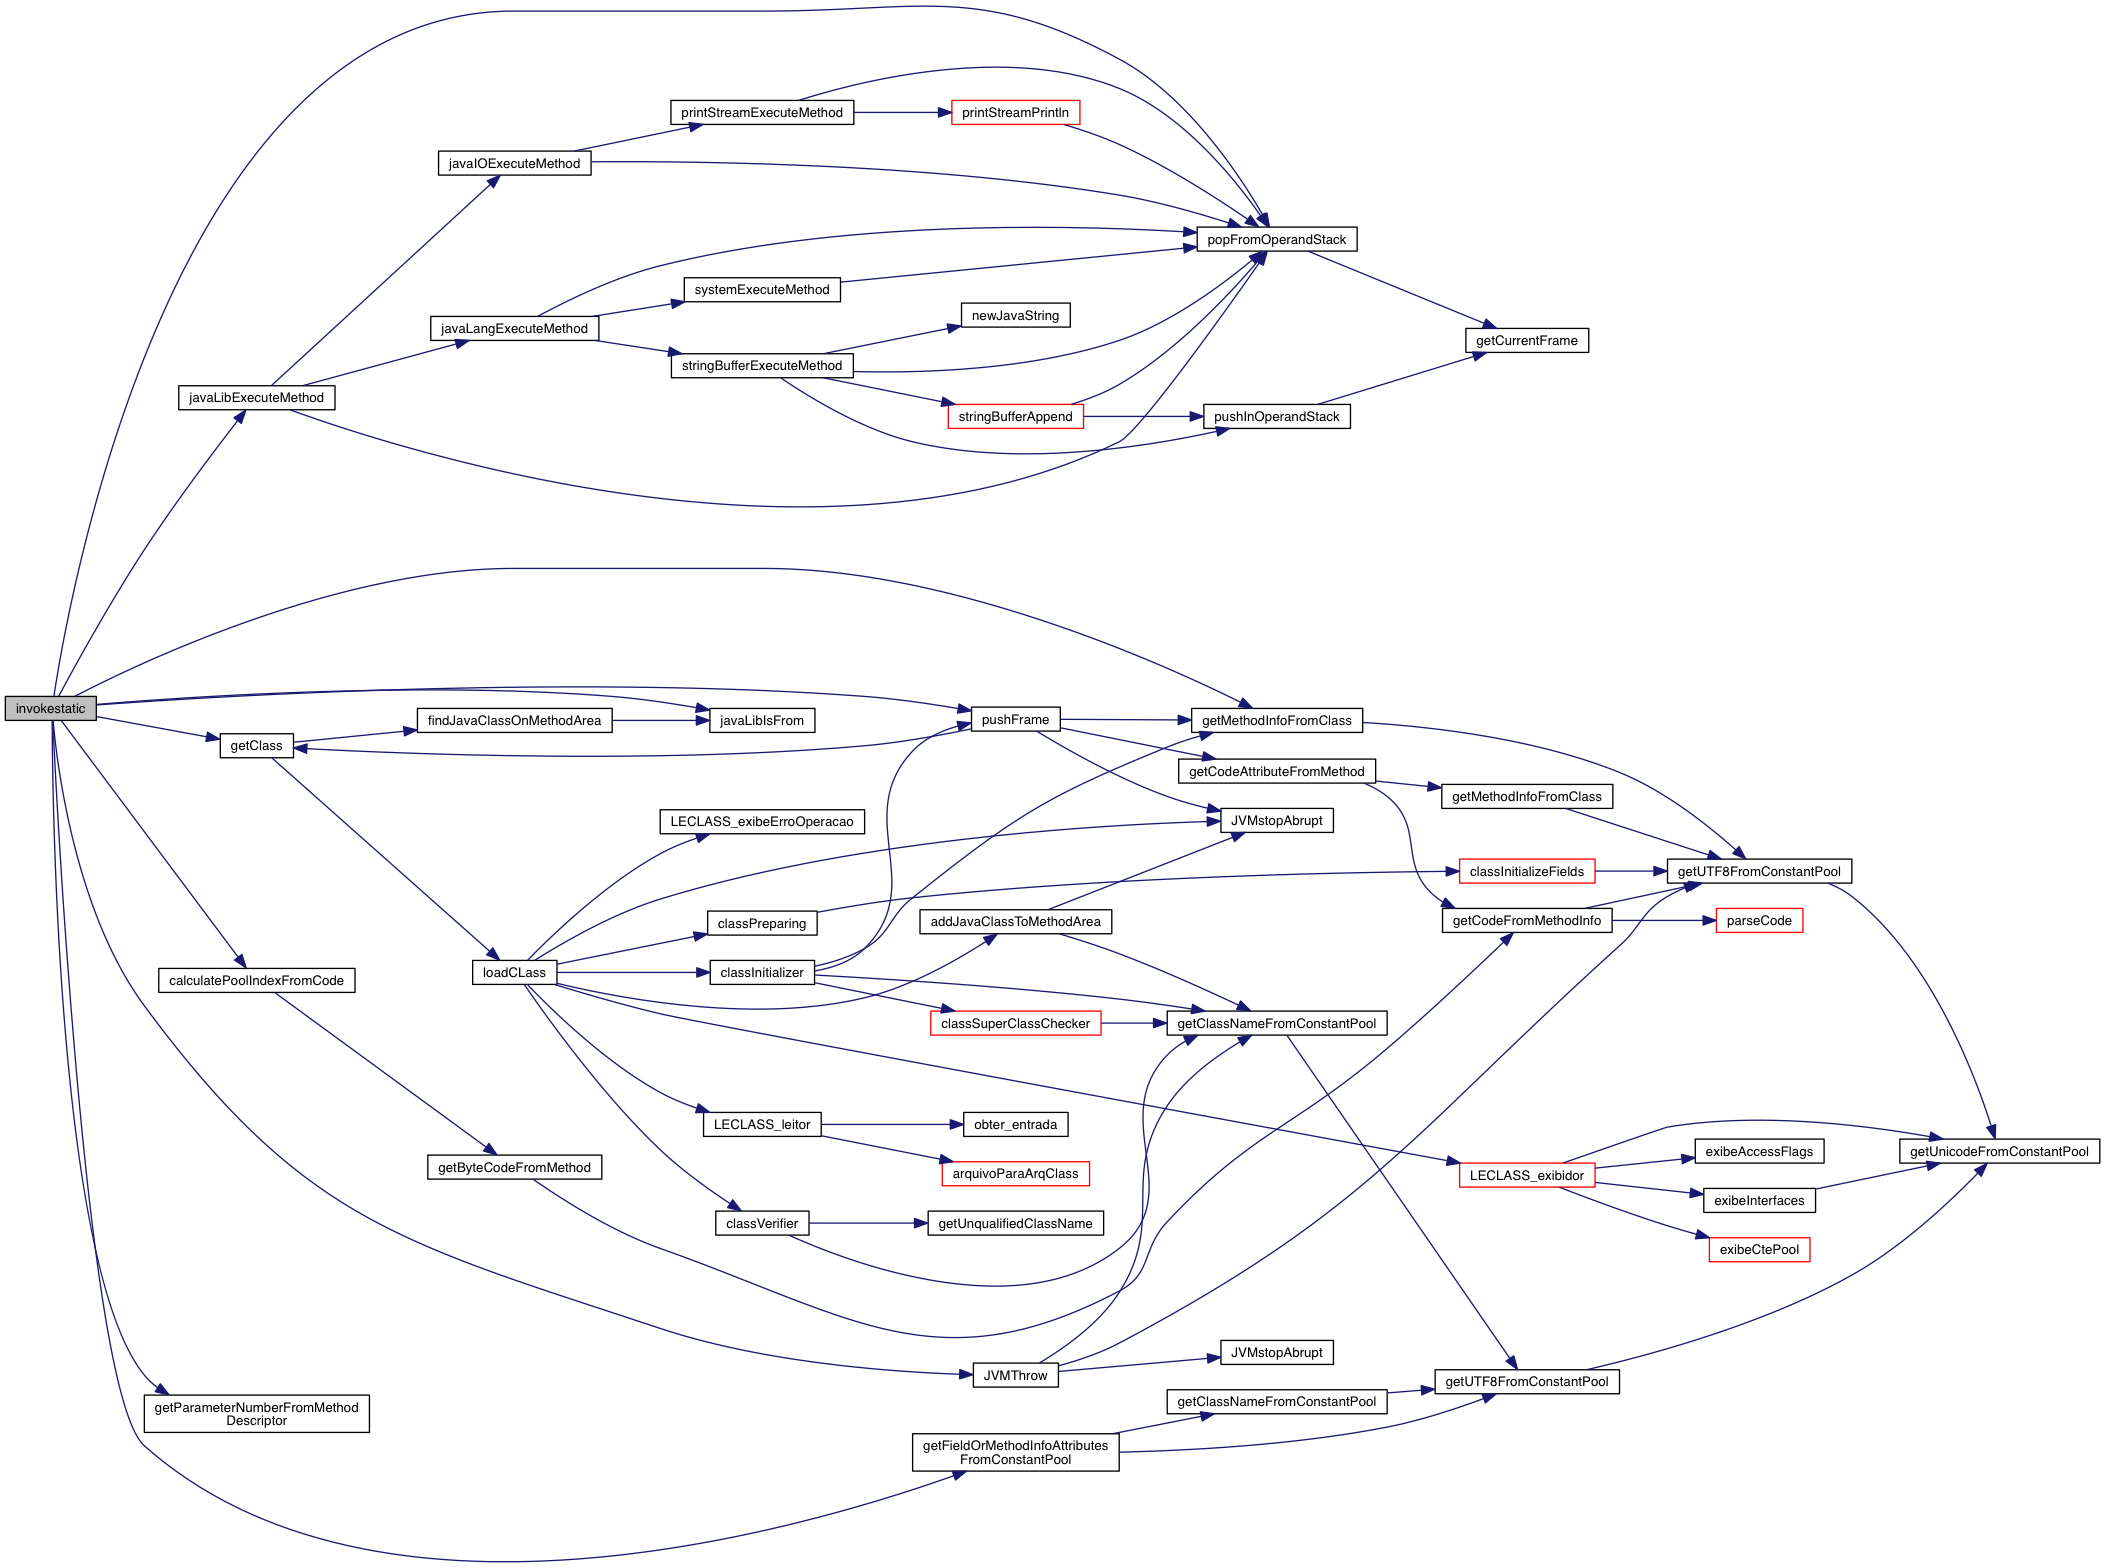 printStreamExecuteMethod
printStreamPrintln
javaIOExecuteMethod
popFromOperandStack
systemExecuteMethod
newJavaString
javaLangExecuteMethod
getCurrentFrame
stringBufferExecuteMethod
javaLibExecuteMethod
stringBufferAppend
pushInOperandStack
invokestatic
findJavaClassOnMethodArea
javaLibIsFrom
pushFrame
getMethodInfoFromClass
getClass
getCodeAttributeFromMethod
getMethodInfoFromClass
LECLASS_exibeErroOperacao
JVMstopAbrupt
classInitializeFields
getUTF8FromConstantPool
classPreparing
addJavaClassToMethodArea
getCodeFromMethodInfo
parseCode
calculatePoolIndexFromCode
loadCLass
classInitializer
classSuperClassChecker
getClassNameFromConstantPool
LECLASS_leitor
obter_entrada
getByteCodeFromMethod
arquivoParaArqClass
LECLASS_exibidor
exibeAccessFlags
getUnicodeFromConstantPool
exibeInterfaces
classVerifier
getUnqualifiedClassName
exibeCtePool
JVMThrow
JVMstopAbrupt
getUTF8FromConstantPool
getClassNameFromConstantPool
getParameterNumberFromMethod
Descriptor
getFieldOrMethodInfoAttributes
FromConstantPool